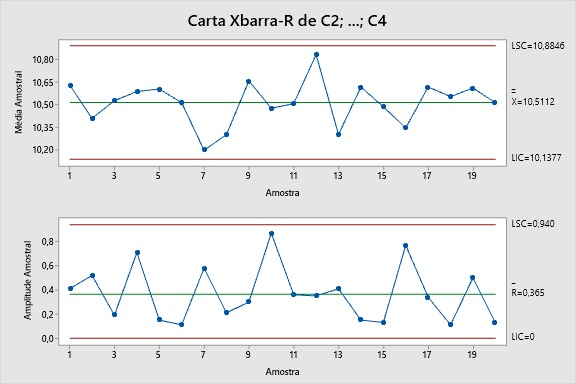 Carta Xbarra-R de C2; ...; C4
Média Amostral
10,80
10,65
10,50
10,35
10,20
LSC=10,8846
X=10,5112
LIC=10,1377
1 3 5 7 9 11 13 15 17 19
Amostra
Amplitude Amostral
0,8
0,6
0,4
0,2
0,0
LSC=0,940
R=0,365
LIC=0
1 3 5 7 9 11 13 15 17 19
Amostra